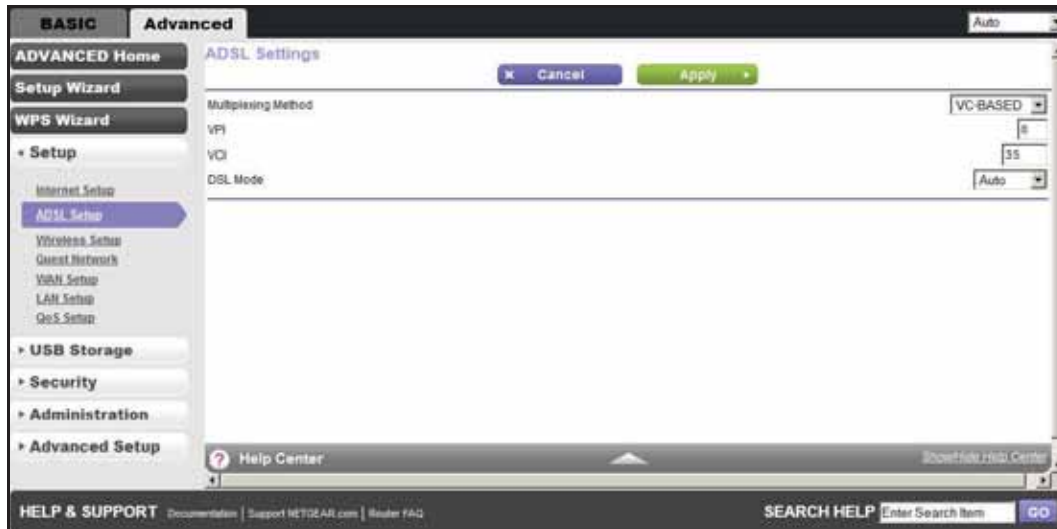 BASIC
Advanced
Auto
ADVANCED Home
Setup Wizard
WPS Wizard
Setup
Internet Setup
ADSL Setup
Wireless Setup
Guest Network
WAN Setup
LAN Setup
QoS Setup
USB Storage
Security
Administration
Advanced Setup
ADSL Settings
X Cancel
Apply
Multiplexing Method
VC-BASED
VPI
8
VCI
35
DSL Mode
Auto
? Help Center
Show/Hide Help Center
HELP & SUPPORT Documentation | Support NETGEAR.com | Router FAQ
SEARCH HELP Enter Search Item GO